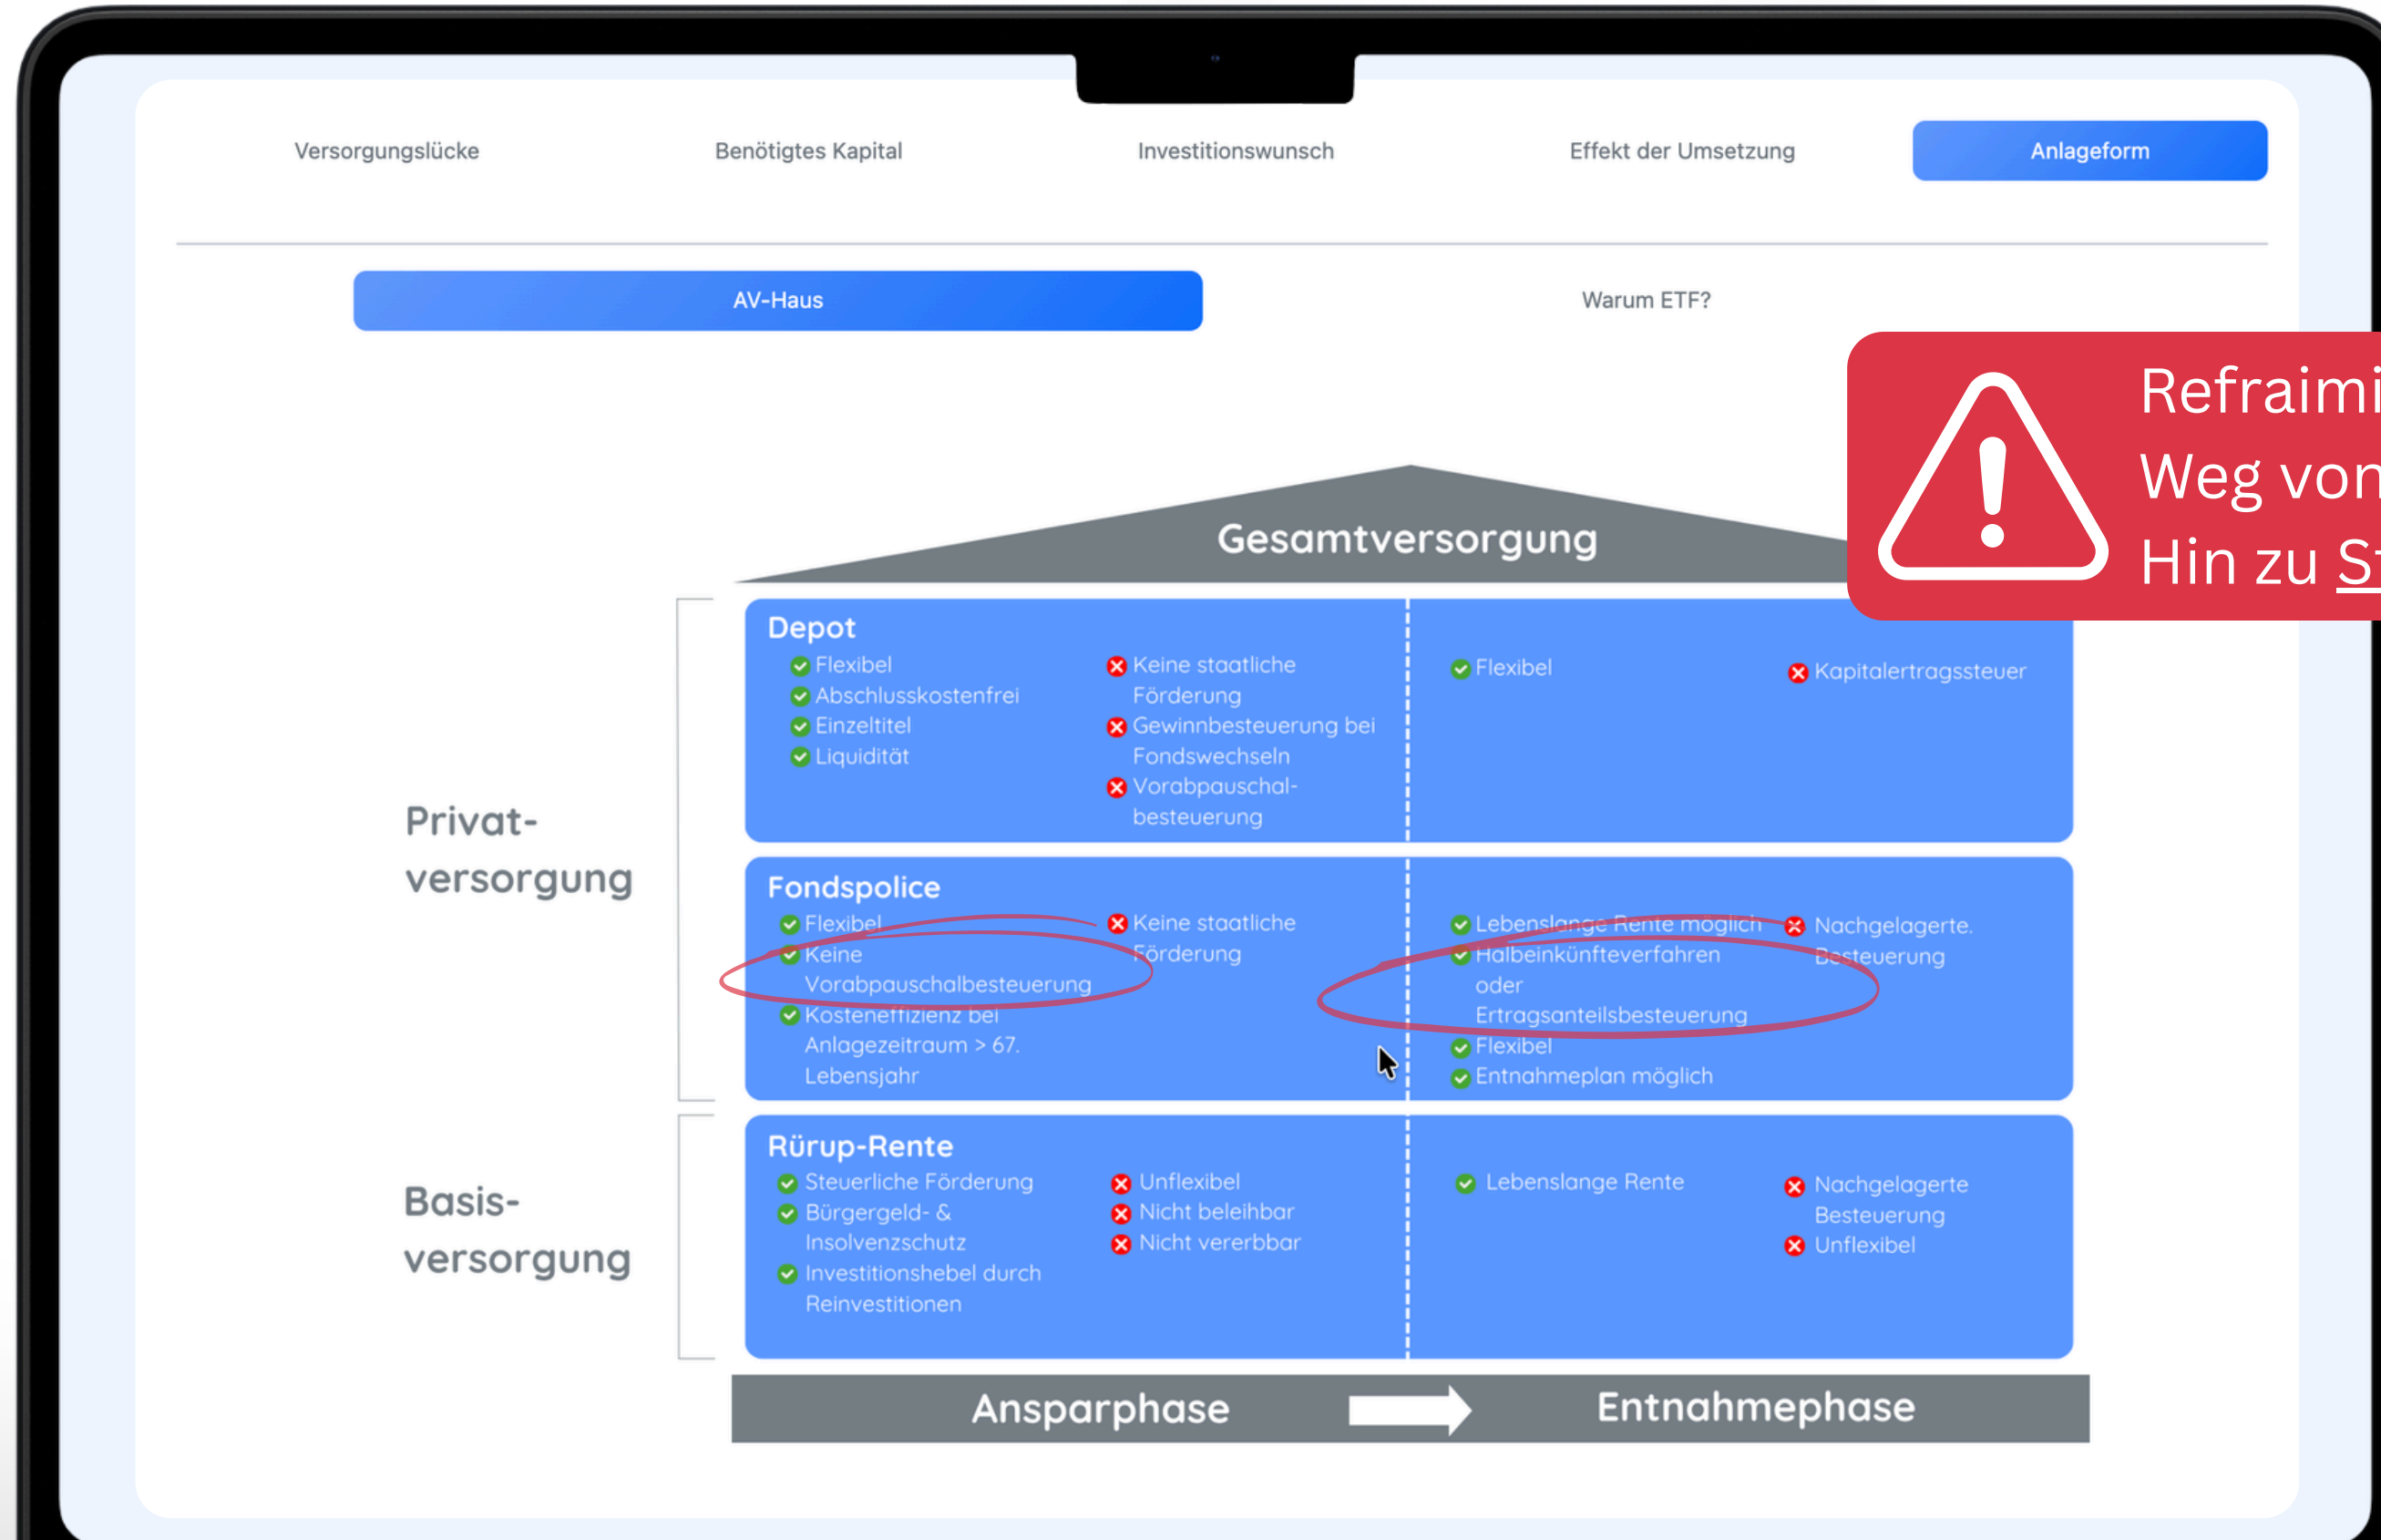 Versorgungslücke
Benötigtes Kapital
Investitionswunsch
Effekt der Umsetzung
Anlageform
AV-Haus
Warum ETF?
Refraimi
Weg von
Hin zu St
Gesamtversorgung
Privat-
versorgung
Depot
Flexibel
Abschlusskostenfrei
Einzeltitel
Liquidität
Keine staatliche
Förderung
Gewinnbesteuerung bei
Fondswechseln
Vorabpauschal-
besteuerung
Flexibel
Kapitalertragssteuer
Fondspolice
Flexibel
Keine
Vorabpauschalbesteuerung
Kosteneffizienz bei
Anlagezeitraum > 67.
Lebensjahr
Keine staatliche
Förderung
Lebenslange Rente möglich
Halbeinkünfteverfahren
oder
Ertragsanteilsbesteuerung
Flexibel
Entnahmeplan möglich
Nachgelagerte.
Besteuerung
Basis-
versorgung
Rürup-Rente
Steuerliche Förderung
Bürgergeld- &
Insolvenzschutz
Investitionshebel durch
Reinvestitionen
Unflexibel
Nicht beleihbar
Nicht vererbbar
Lebenslange Rente
Nachgelagerte
Besteuerung
Unflexibel
Ansparphase
Entnahmephase